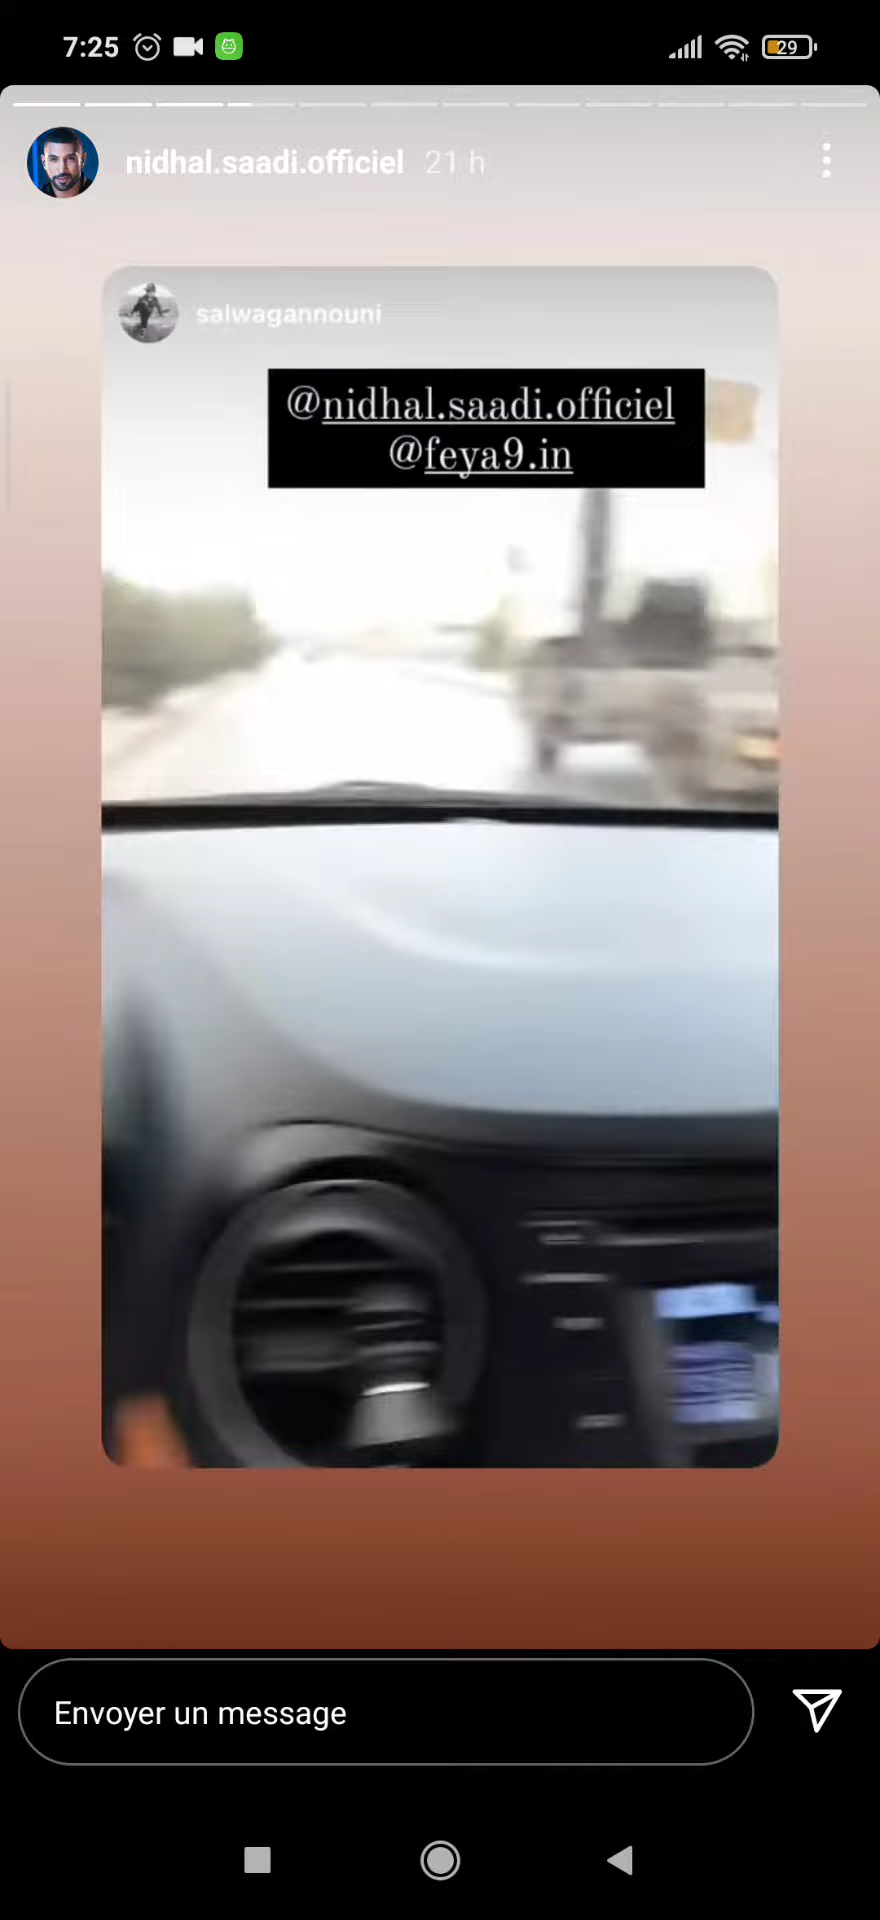 7:25
29
nidhal.saadi.officiel 21 h
salwagannouni
@nidhal.saadi.officiel
@feya9.in
Envoyer un message